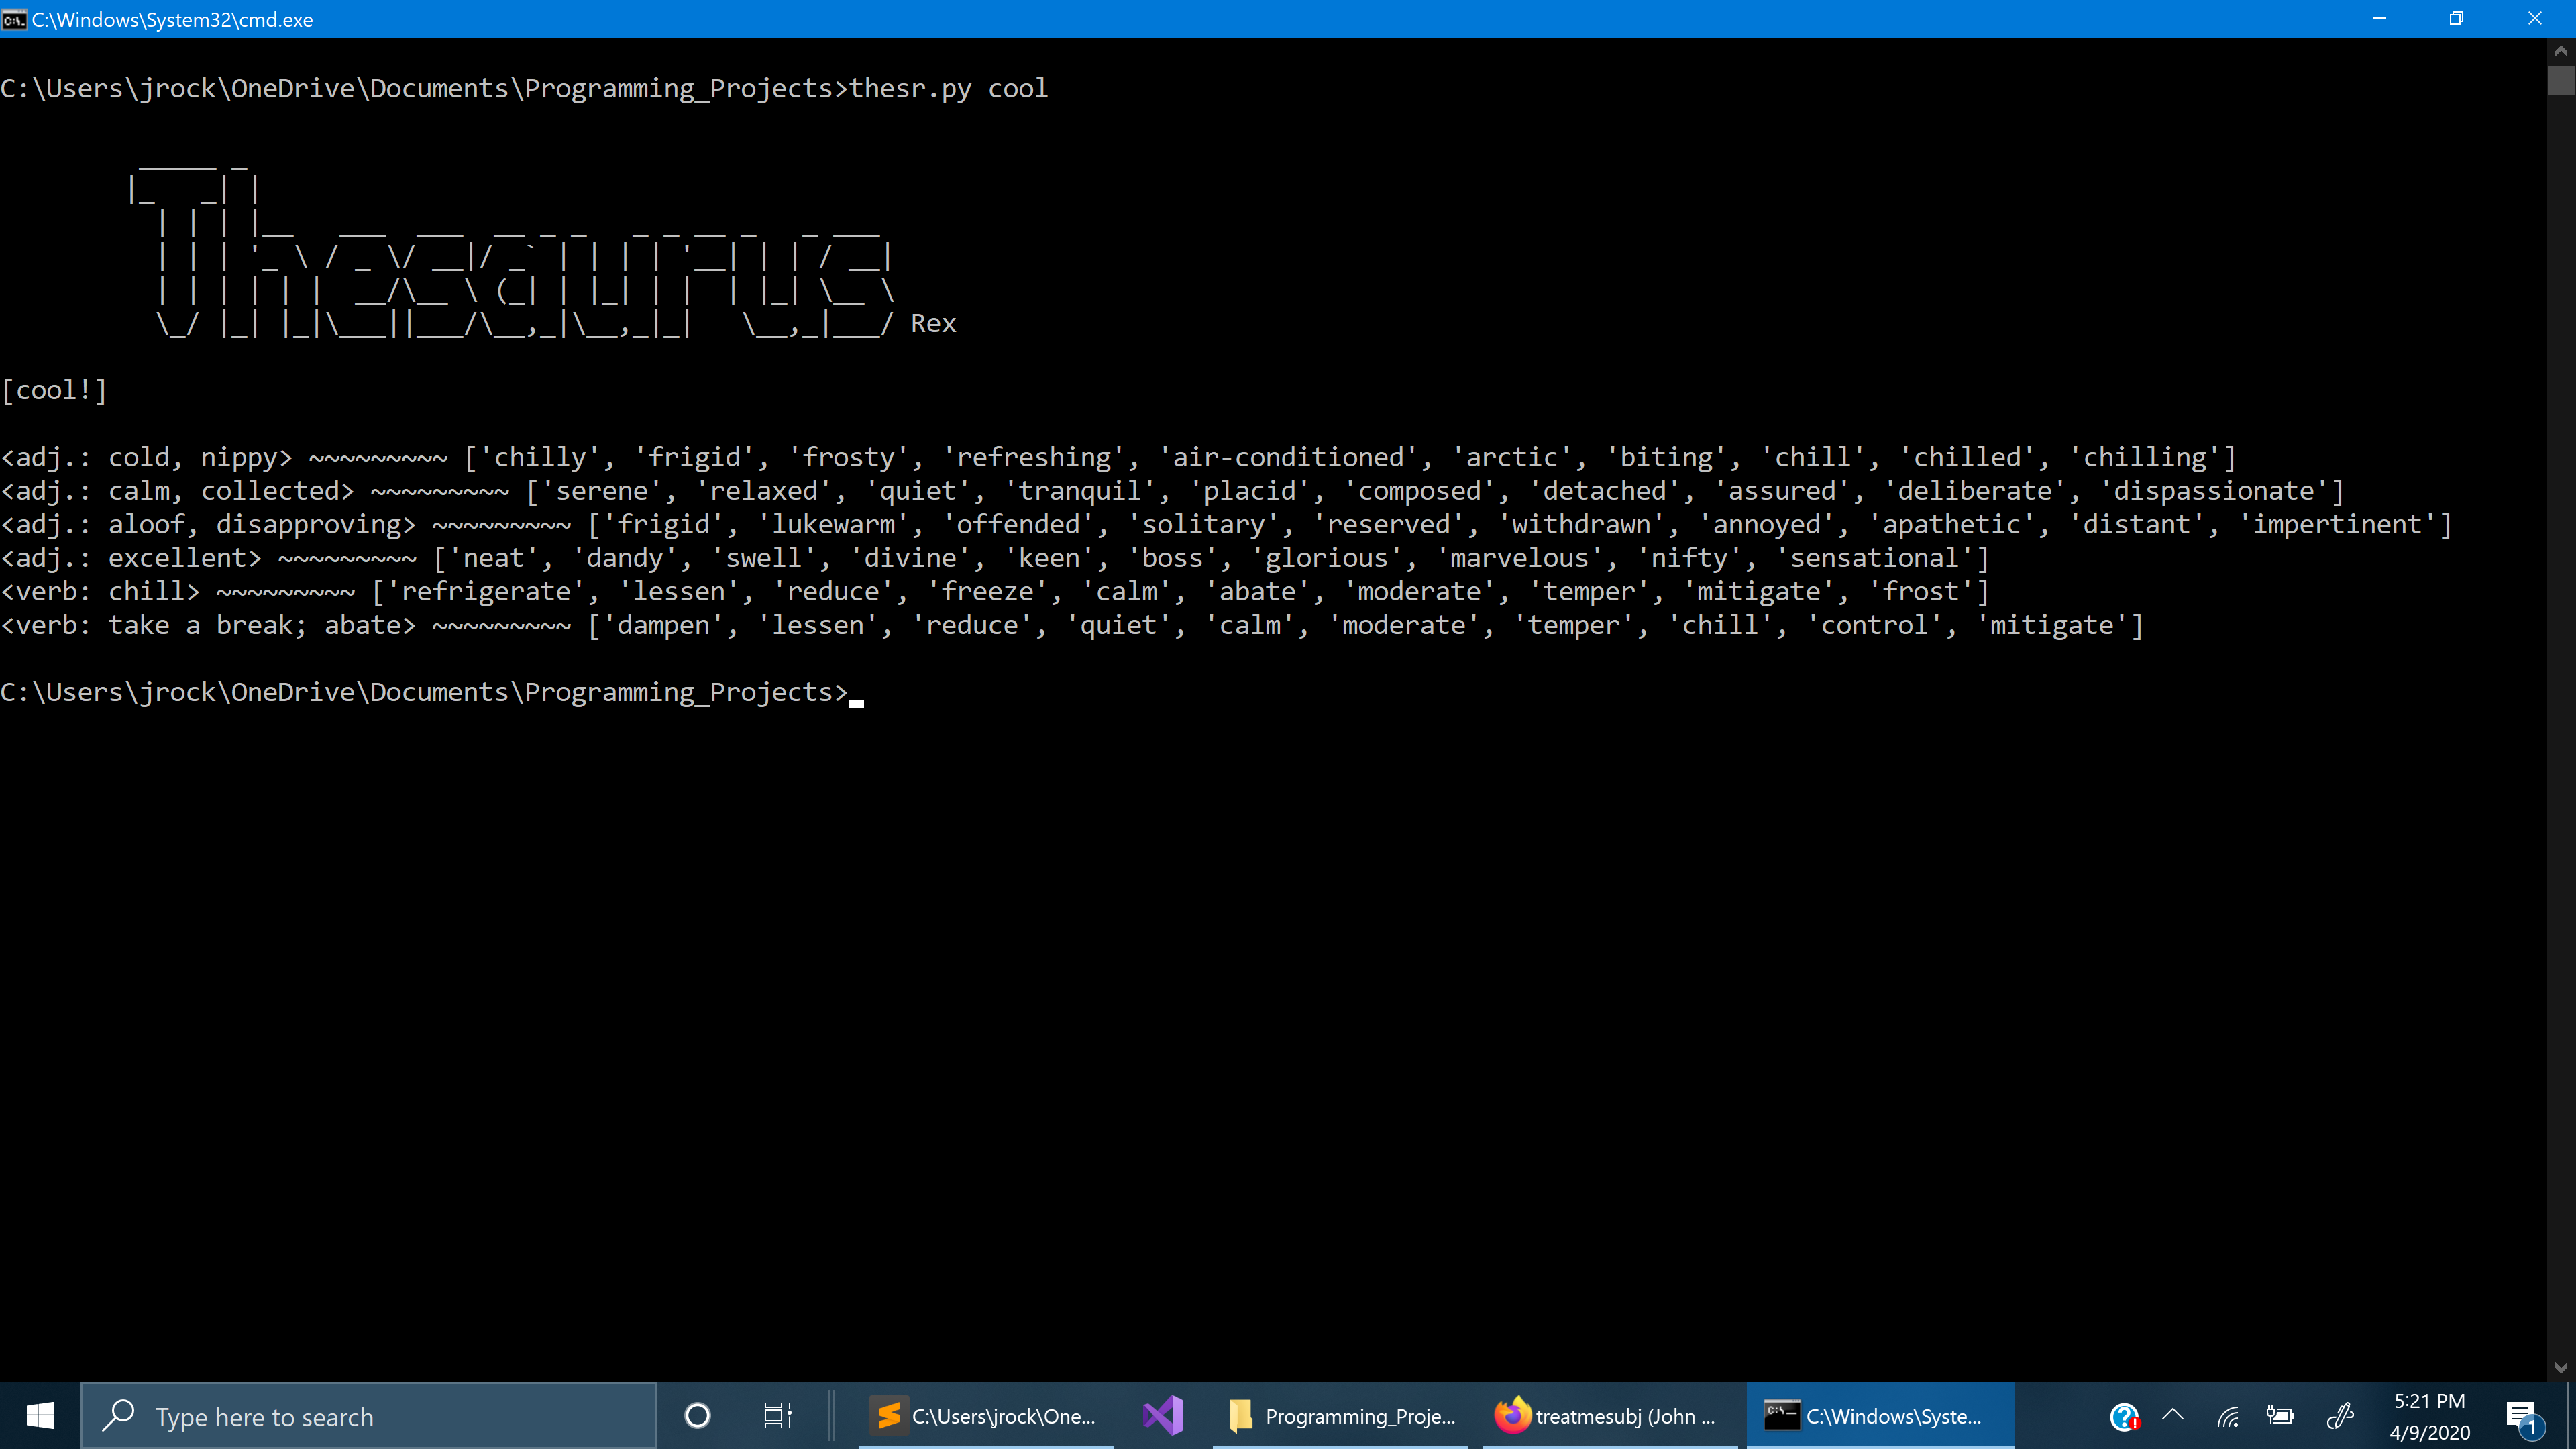 C:\Windows\System32\cmd.exe
C:\Users\jrock\OneDrive\Documents\Programming_Projects>thesr.py cool
Thesaurus Rex
[cool!]
<adj.: cold, nippy> ~~~~~~~~~ ['chilly', 'frigid', 'frosty', 'refreshing', 'air-conditioned', 'arctic', 'biting', 'chill', 'chilled', 'chilling']
<adj.: calm, collected> ~~~~~~~~~ ['serene', 'relaxed', 'quiet', 'tranquil', 'placid', 'composed', 'detached', 'assured', 'deliberate', 'dispassionate']
<adj.: aloof, disapproving> ~~~~~~~~~ ['frigid', 'lukewarm', 'offended', 'solitary', 'reserved', 'withdrawn', 'annoyed', 'apathetic', 'distant', 'impertinent']
<adj.: excellent> ~~~~~~~~~ ['neat', 'dandy', 'swell', 'divine', 'keen', 'boss', 'glorious', 'marvelous', 'nifty', 'sensational']
<verb: chill> ~~~~~~~~~ ['refrigerate', 'lessen', 'reduce', 'freeze', 'calm', 'abate', 'moderate', 'temper', 'mitigate', 'frost']
<verb: take a break; abate> ~~~~~~~~~ ['dampen', 'lessen', 'reduce', 'quiet', 'calm', 'moderate', 'temper', 'chill', 'control', 'mitigate']
C:\Users\jrock\OneDrive\Documents\Programming_Projects>
Type here to search
C:\Users\jrock\One...
Programming_Proje...
treatmesubj (John ...
C:\Windows\Syste...
5:21 PM
4/9/2020
1